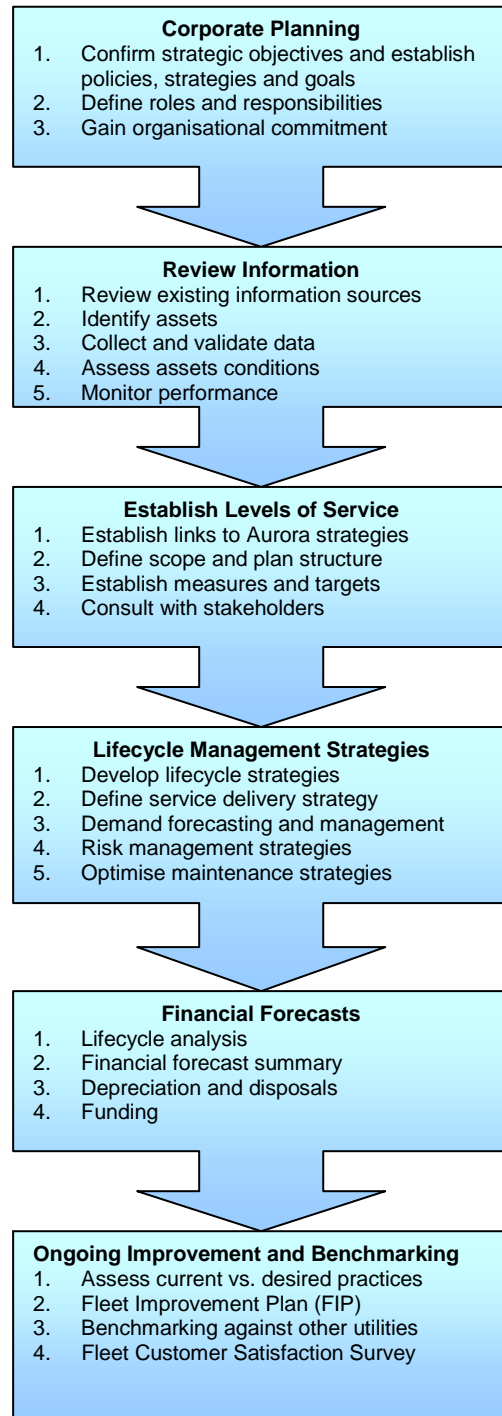 Corporate Planning
1. Confirm strategic objectives and establish
policies, strategies and goals
2. Define roles and responsibilities
3. Gain organisational commitment
Review Information
1. Review existing information sources
2. Identify assets
3. Collect and validate data
4. Assess assets conditions
5. Monitor performance
Establish Levels of Service
1. Establish links to Aurora strategies
2. Define scope and plan structure
3. Establish measures and targets
4. Consult with stakeholders
Lifecycle Management Strategies
1. Develop lifecycle strategies
2. Define service delivery strategy
3. Demand forecasting and management
4. Risk management strategies
5. Optimise maintenance strategies
Financial Forecasts
1. Lifecycle analysis
2. Financial forecast summary
3. Depreciation and disposals
4. Funding
Ongoing Improvement and Benchmarking
1. Assess current vs. desired practices
2. Fleet Improvement Plan (FIP)
3. Benchmarking against other utilities
4. Fleet Customer Satisfaction Survey